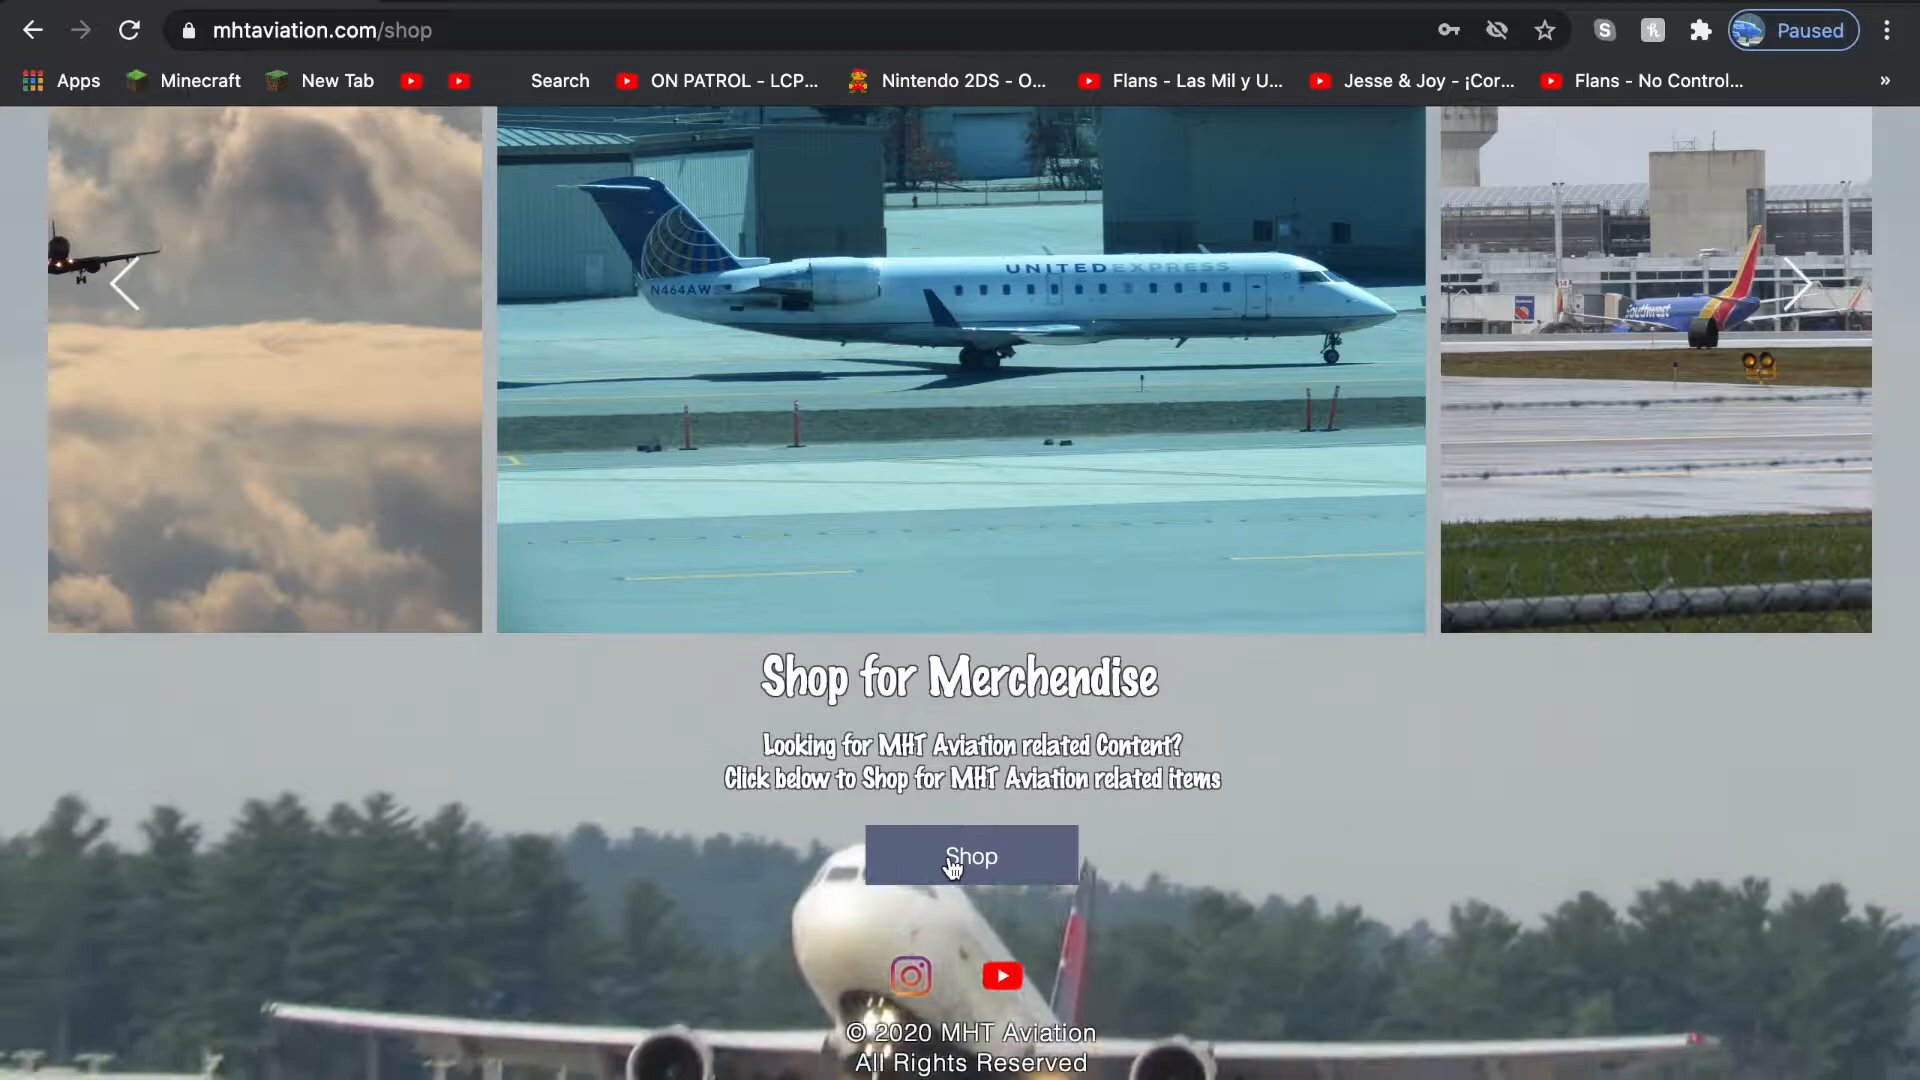 mhtaviation.com/shop
S
h
Paused
Apps
Minecraft
New Tab
Search
ON PATROL - LCP...
Nintendo 2DS - O...
Flans - Las Mil y U...
Jesse & Joy - ¡Cor...
Flans - No Control...
»
UNITED EXPRESS
N464AW
14
Southwest
Shop for Merchendise
Looking for MHT Aviation related Content?
Click below to Shop for MHT Aviation related items
Shop
© 2020 MHT Aviation
All Rights Reserved